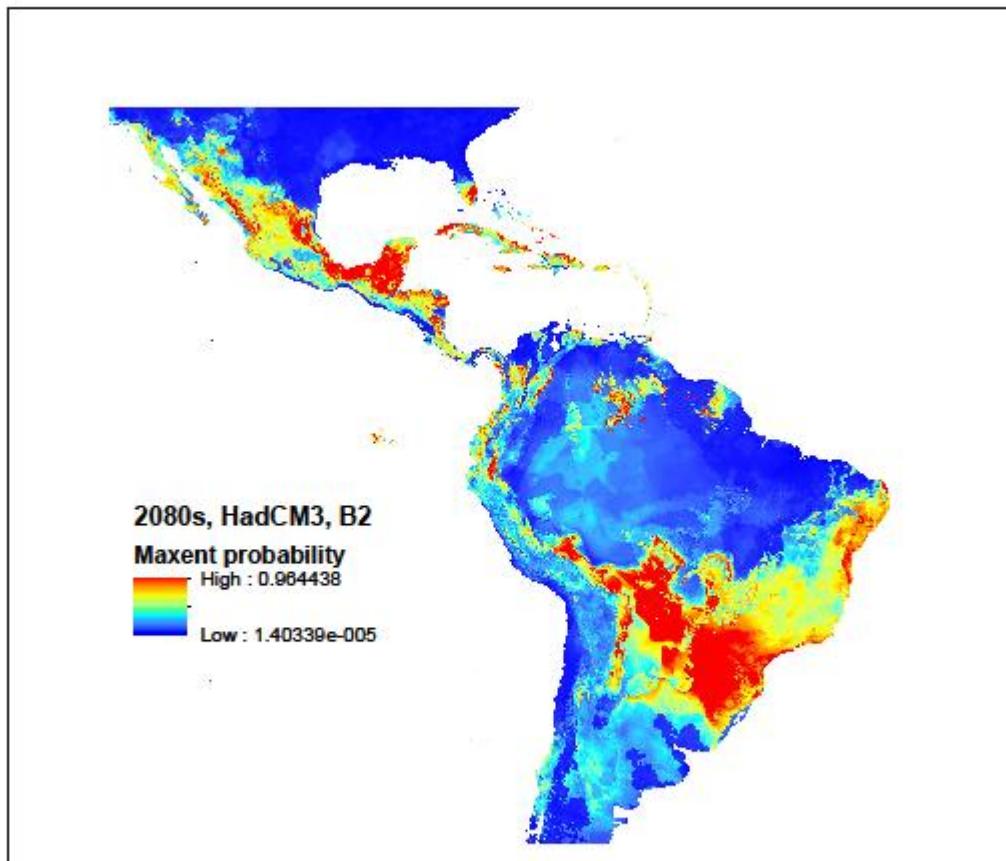 2080s, HadCM3, B2
Maxent probability
High : 0.964438
Low : 1.40339e-005